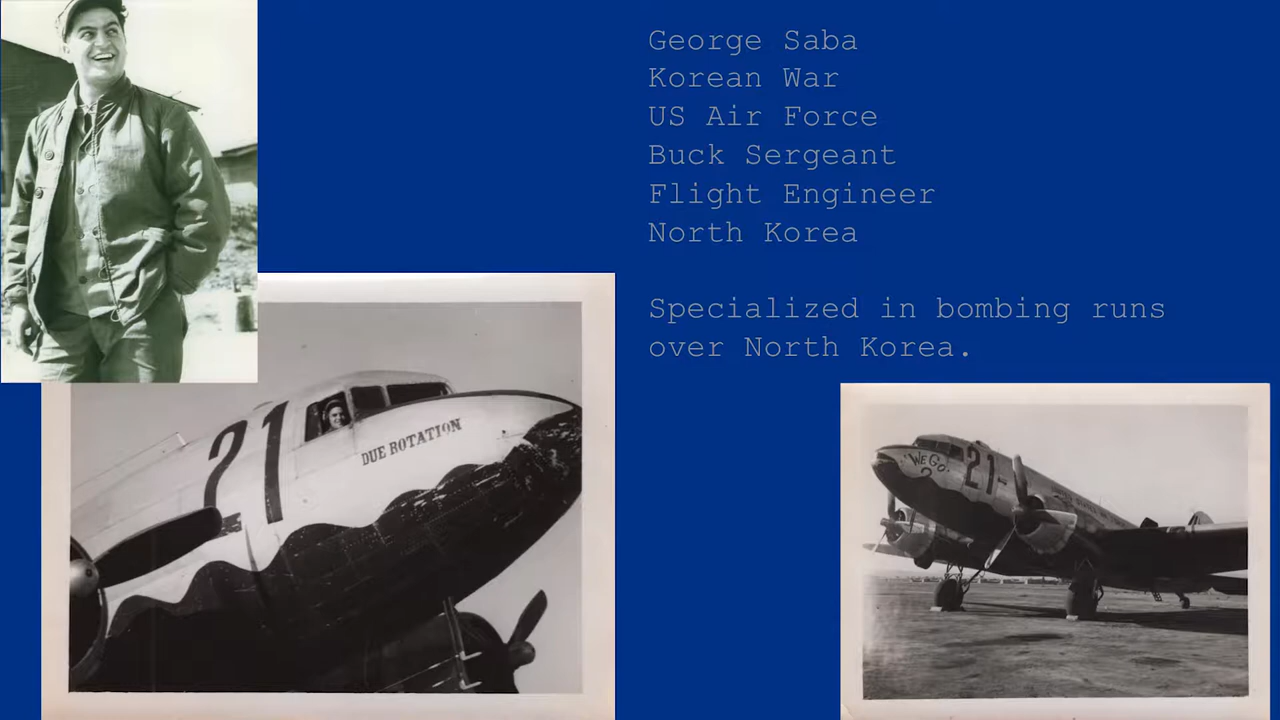 George Saba
Korean War
US Air Force
Buck Sergeant
Flight Engineer
North Korea
Specialized in bombing runs
over North Korea.
21
DUE ROTATION
"WE GO.
?
21-